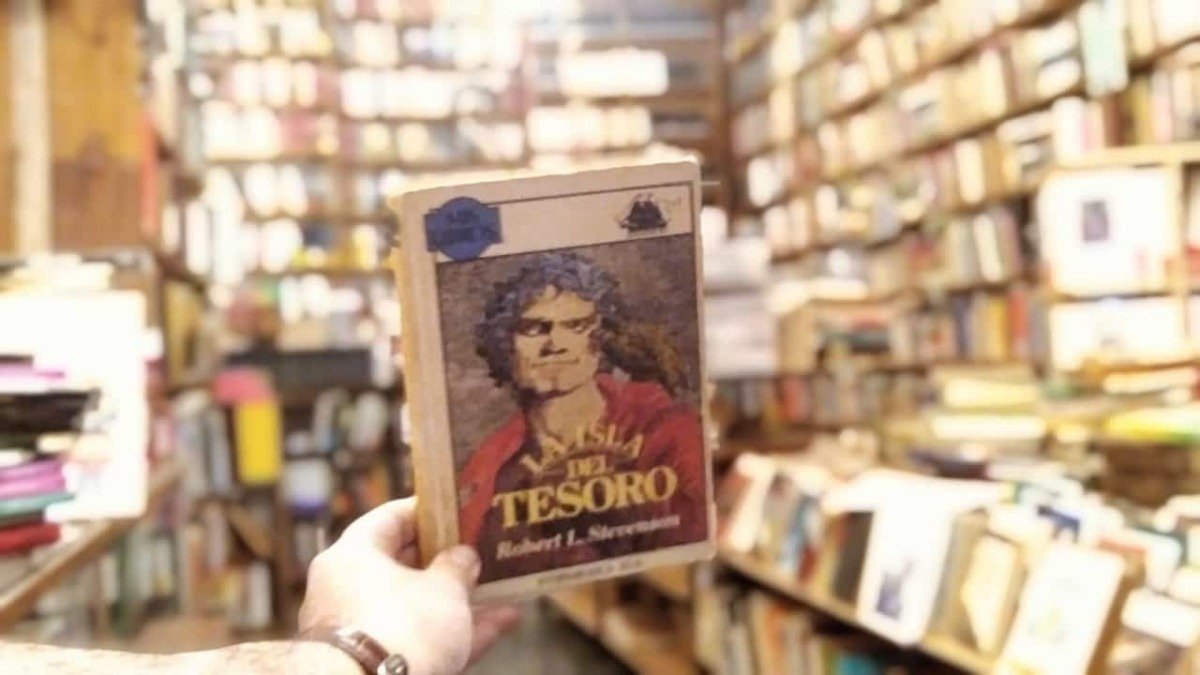 LA ISLA
DEL
TESORO
Robert L. Stevenson